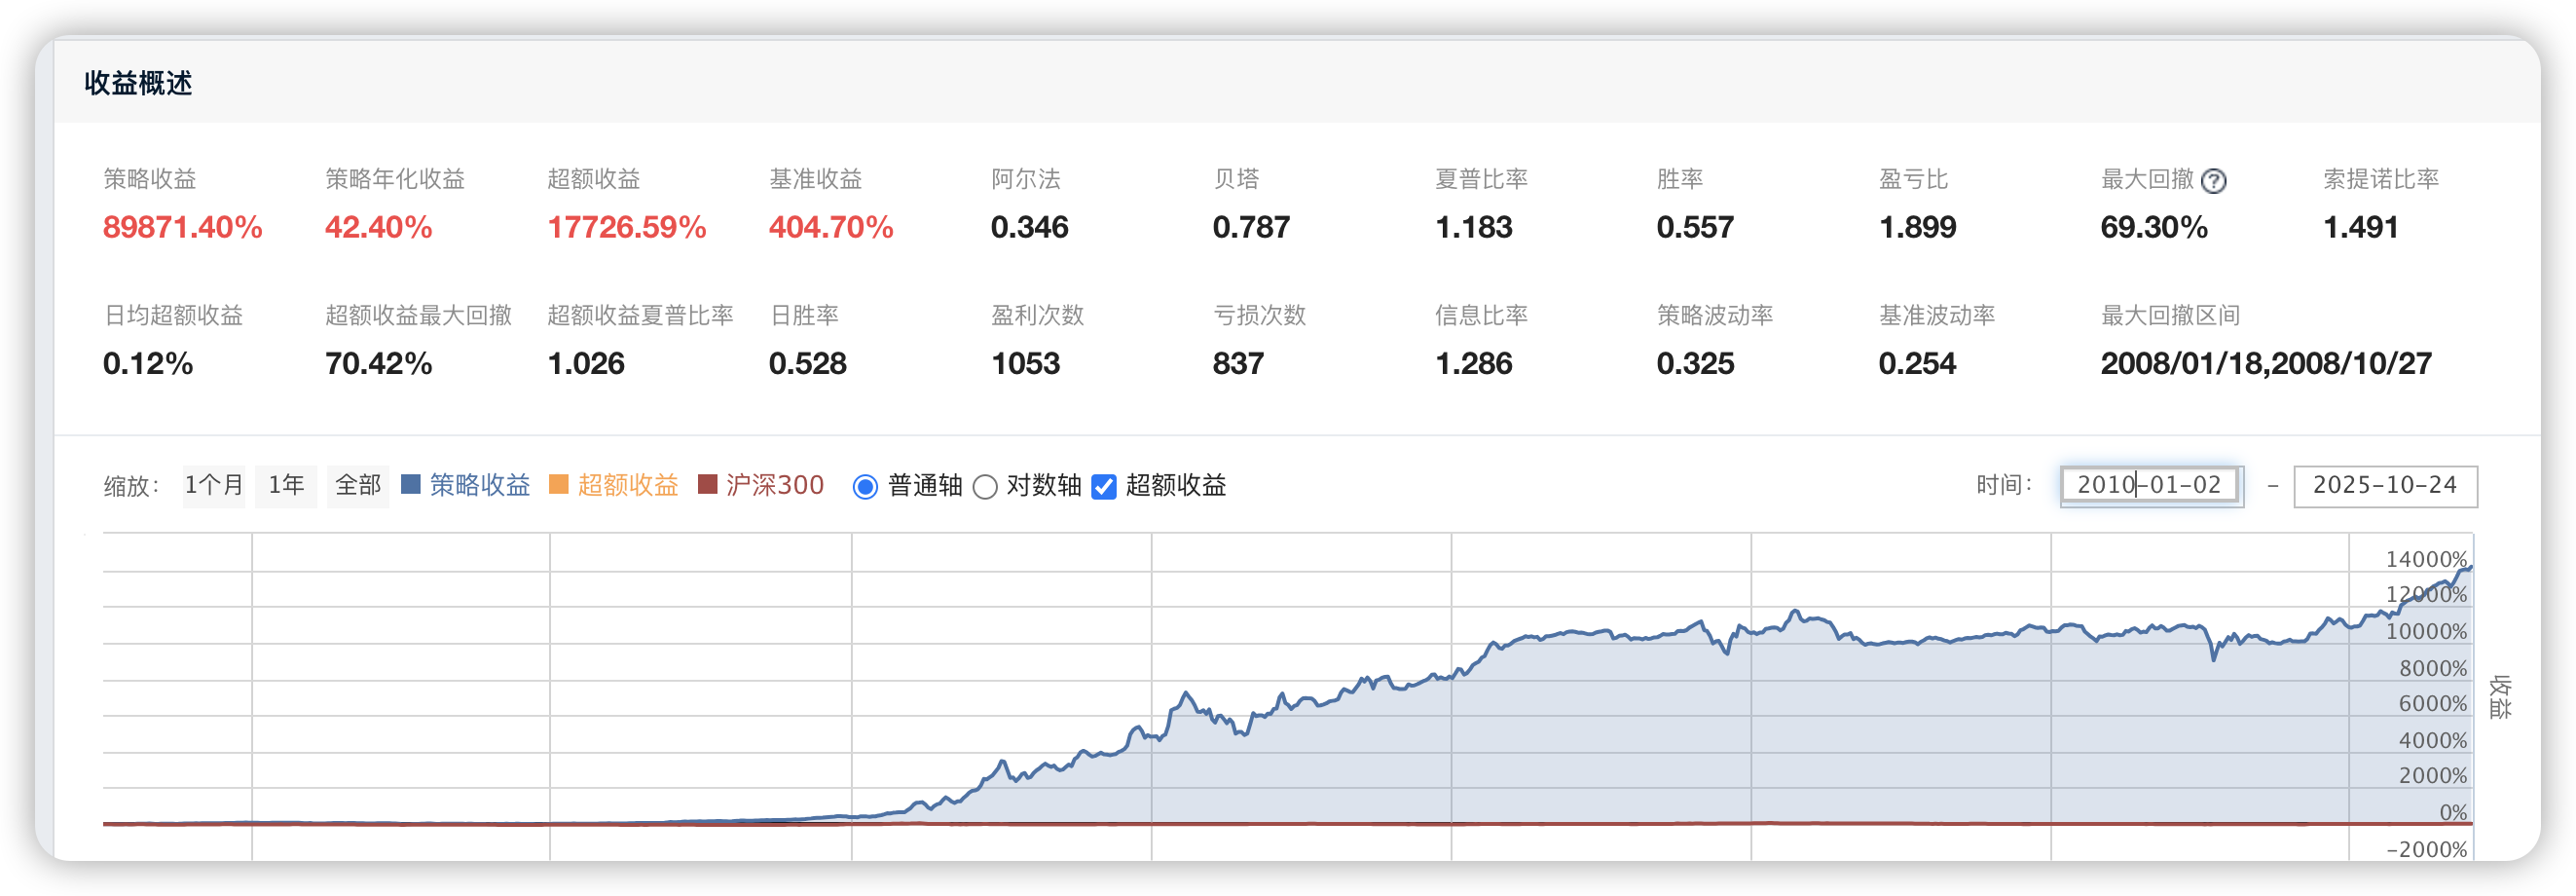 收益概述
策略收益 策略年化收益 超额收益 基准收益 阿尔法 贝塔 夏普比率 胜率 盈亏比 最大回撤 ? 索提诺比率
89871.40% 42.40% 17726.59% 404.70% 0.346 0.787 1.183 0.557 1.899 69.30% 1.491
日均超额收益 超额收益最大回撤 超额收益夏普比率 日胜率 盈利次数 亏损次数 信息比率 策略波动率 基准波动率 最大回撤区间
0.12% 70.42% 1.026 0.528 1053 837 1.286 0.325 0.254 2008/01/18,2008/10/27
缩放: 1个月 1年 全部 策略收益 超额收益 沪深300 普通轴 对数轴 超额收益 时间: 2010-01-02 - 2025-10-24
14000%
12000%
10000%
8000%
6000%
4000%
2000%
0%
-2000%
收益